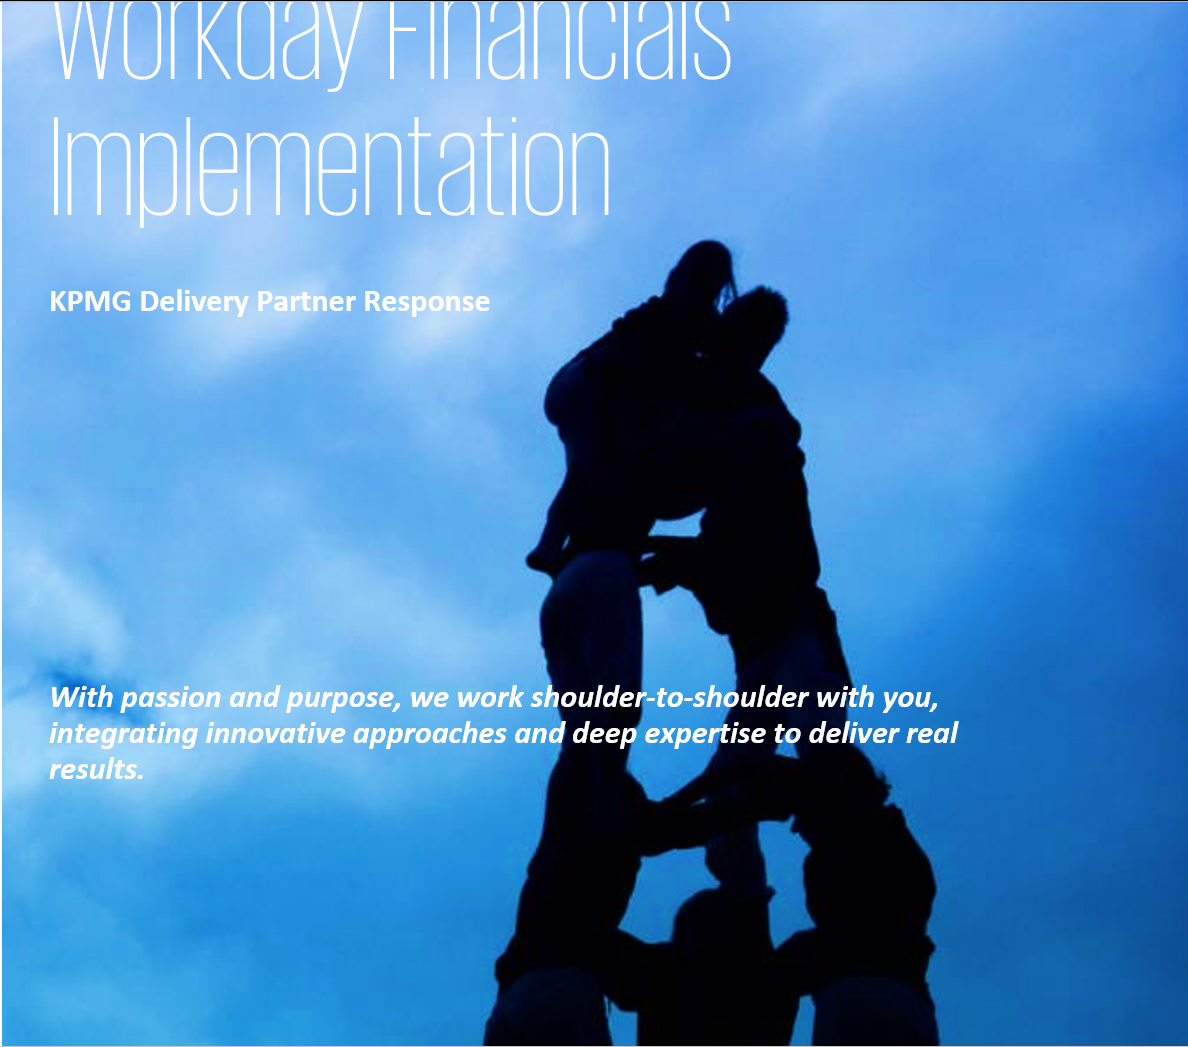 Workday Financials
Implementation
KPMG Delivery Partner Response
With passion and purpose, we work shoulder-to-shoulder with you,
integrating innovative approaches and deep expertise to deliver real
results.